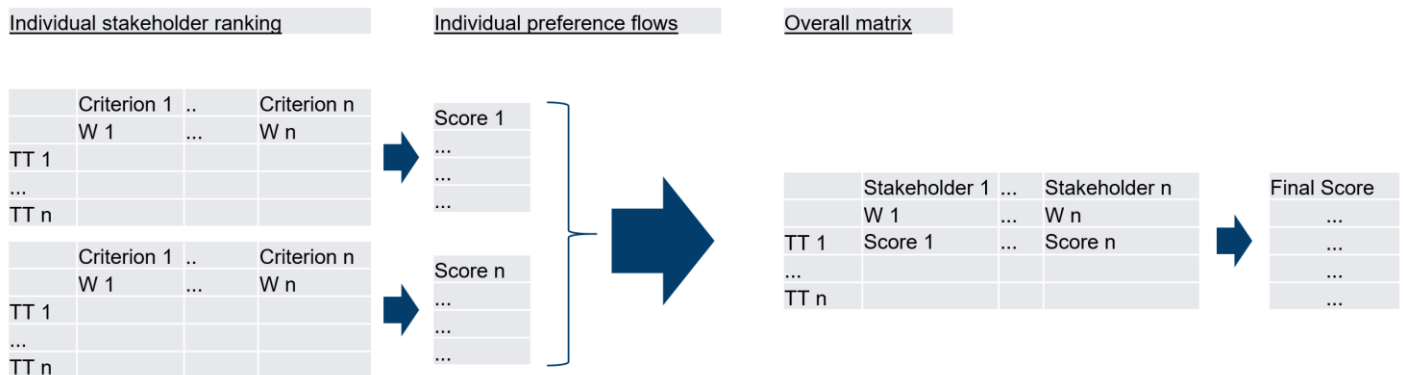 Individual stakeholder ranking
Individual preference flows
Overall matrix
Criterion 1 .. Criterion n
W 1 ... W n
TT 1
...
TT n
Score 1
...
...
...
Criterion 1 .. Criterion n
W 1 ... W n
TT 1
...
TT n
Score n
...
...
...
Stakeholder 1 ... Stakeholder n
W 1 ... W n
TT 1 Score 1 ... Score n
...
TT n
Final Score
...
...
...
...